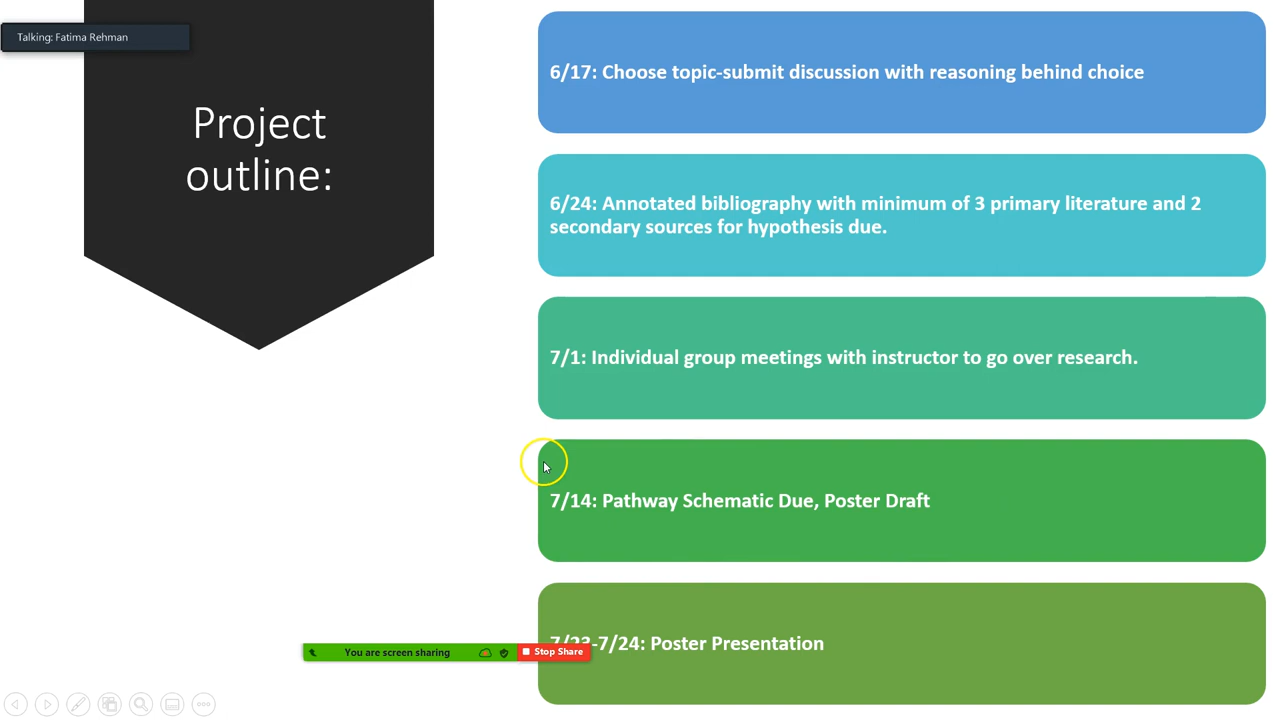 Talking: Fatima Rehman
Project
outline:
6/17: Choose topic-submit discussion with reasoning behind choice
6/24: Annotated bibliography with minimum of 3 primary literature and 2
secondary sources for hypothesis due.
7/1: Individual group meetings with instructor to go over research.
7/14: Pathway Schematic Due, Poster Draft
7/23-7/24: Poster Presentation
You are screen sharing
Stop Share